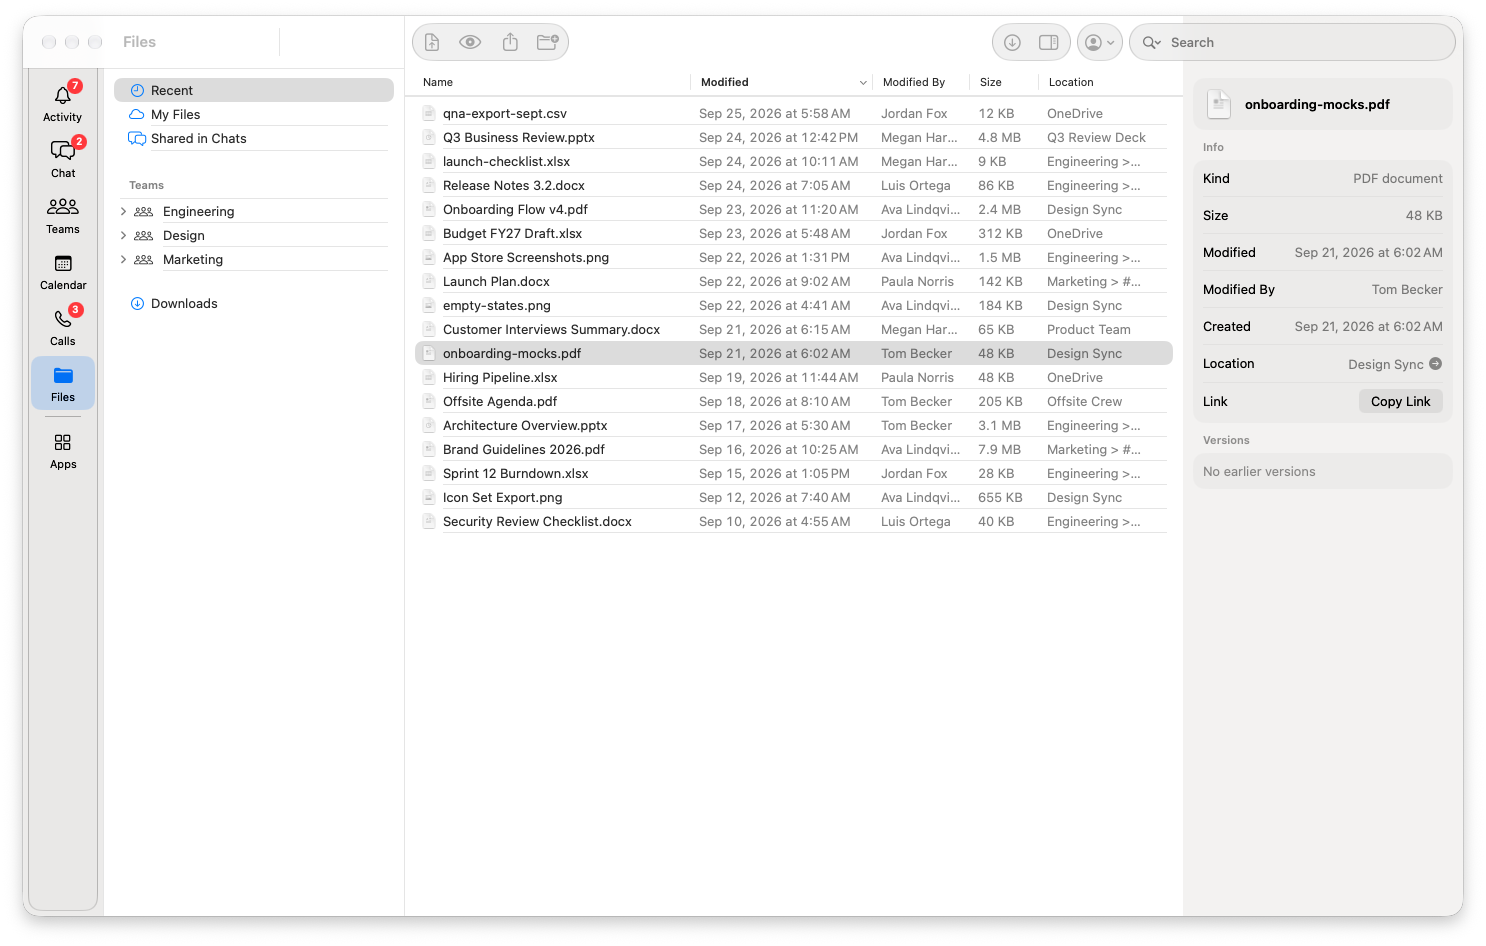 Files
Search
7
Activity
2
Chat
Teams
Calendar
3
Calls
Files
Apps
Recent
My Files
Shared in Chats
Teams
Engineering
Design
Marketing
Downloads
Name Modified Modified By Size Location
qna-export-sept.csv Sep 25, 2026 at 5:58 AM Jordan Fox 12 KB OneDrive
Q3 Business Review.pptx Sep 24, 2026 at 12:42 PM Megan Har... 4.8 MB Q3 Review Deck
launch-checklist.xlsx Sep 24, 2026 at 10:11 AM Megan Har... 9 KB Engineering >...
Release Notes 3.2.docx Sep 24, 2026 at 7:05 AM Luis Ortega 86 KB Engineering >...
Onboarding Flow v4.pdf Sep 23, 2026 at 11:20 AM Ava Lindqvi... 2.4 MB Design Sync
Budget FY27 Draft.xlsx Sep 23, 2026 at 5:48 AM Jordan Fox 312 KB OneDrive
App Store Screenshots.png Sep 22, 2026 at 1:31 PM Ava Lindqvi... 1.5 MB Engineering >...
Launch Plan.docx Sep 22, 2026 at 9:02 AM Paula Norris 142 KB Marketing > #...
empty-states.png Sep 22, 2026 at 4:41 AM Ava Lindqvi... 184 KB Design Sync
Customer Interviews Summary.docx Sep 21, 2026 at 6:15 AM Megan Har... 65 KB Product Team
onboarding-mocks.pdf Sep 21, 2026 at 6:02 AM Tom Becker 48 KB Design Sync
Hiring Pipeline.xlsx Sep 19, 2026 at 11:44 AM Paula Norris 48 KB OneDrive
Offsite Agenda.pdf Sep 18, 2026 at 8:10 AM Tom Becker 205 KB Offsite Crew
Architecture Overview.pptx Sep 17, 2026 at 5:30 AM Tom Becker 3.1 MB Engineering >...
Brand Guidelines 2026.pdf Sep 16, 2026 at 10:25 AM Ava Lindqvi... 7.9 MB Marketing > #...
Sprint 12 Burndown.xlsx Sep 15, 2026 at 1:05 PM Jordan Fox 28 KB Engineering >...
Icon Set Export.png Sep 12, 2026 at 7:40 AM Ava Lindqvi... 655 KB Design Sync
Security Review Checklist.docx Sep 10, 2026 at 4:55 AM Luis Ortega 40 KB Engineering >...
onboarding-mocks.pdf
Info
Kind PDF document
Size 48 KB
Modified Sep 21, 2026 at 6:02 AM
Modified By Tom Becker
Created Sep 21, 2026 at 6:02 AM
Location Design Sync
Link Copy Link
Versions
No earlier versions